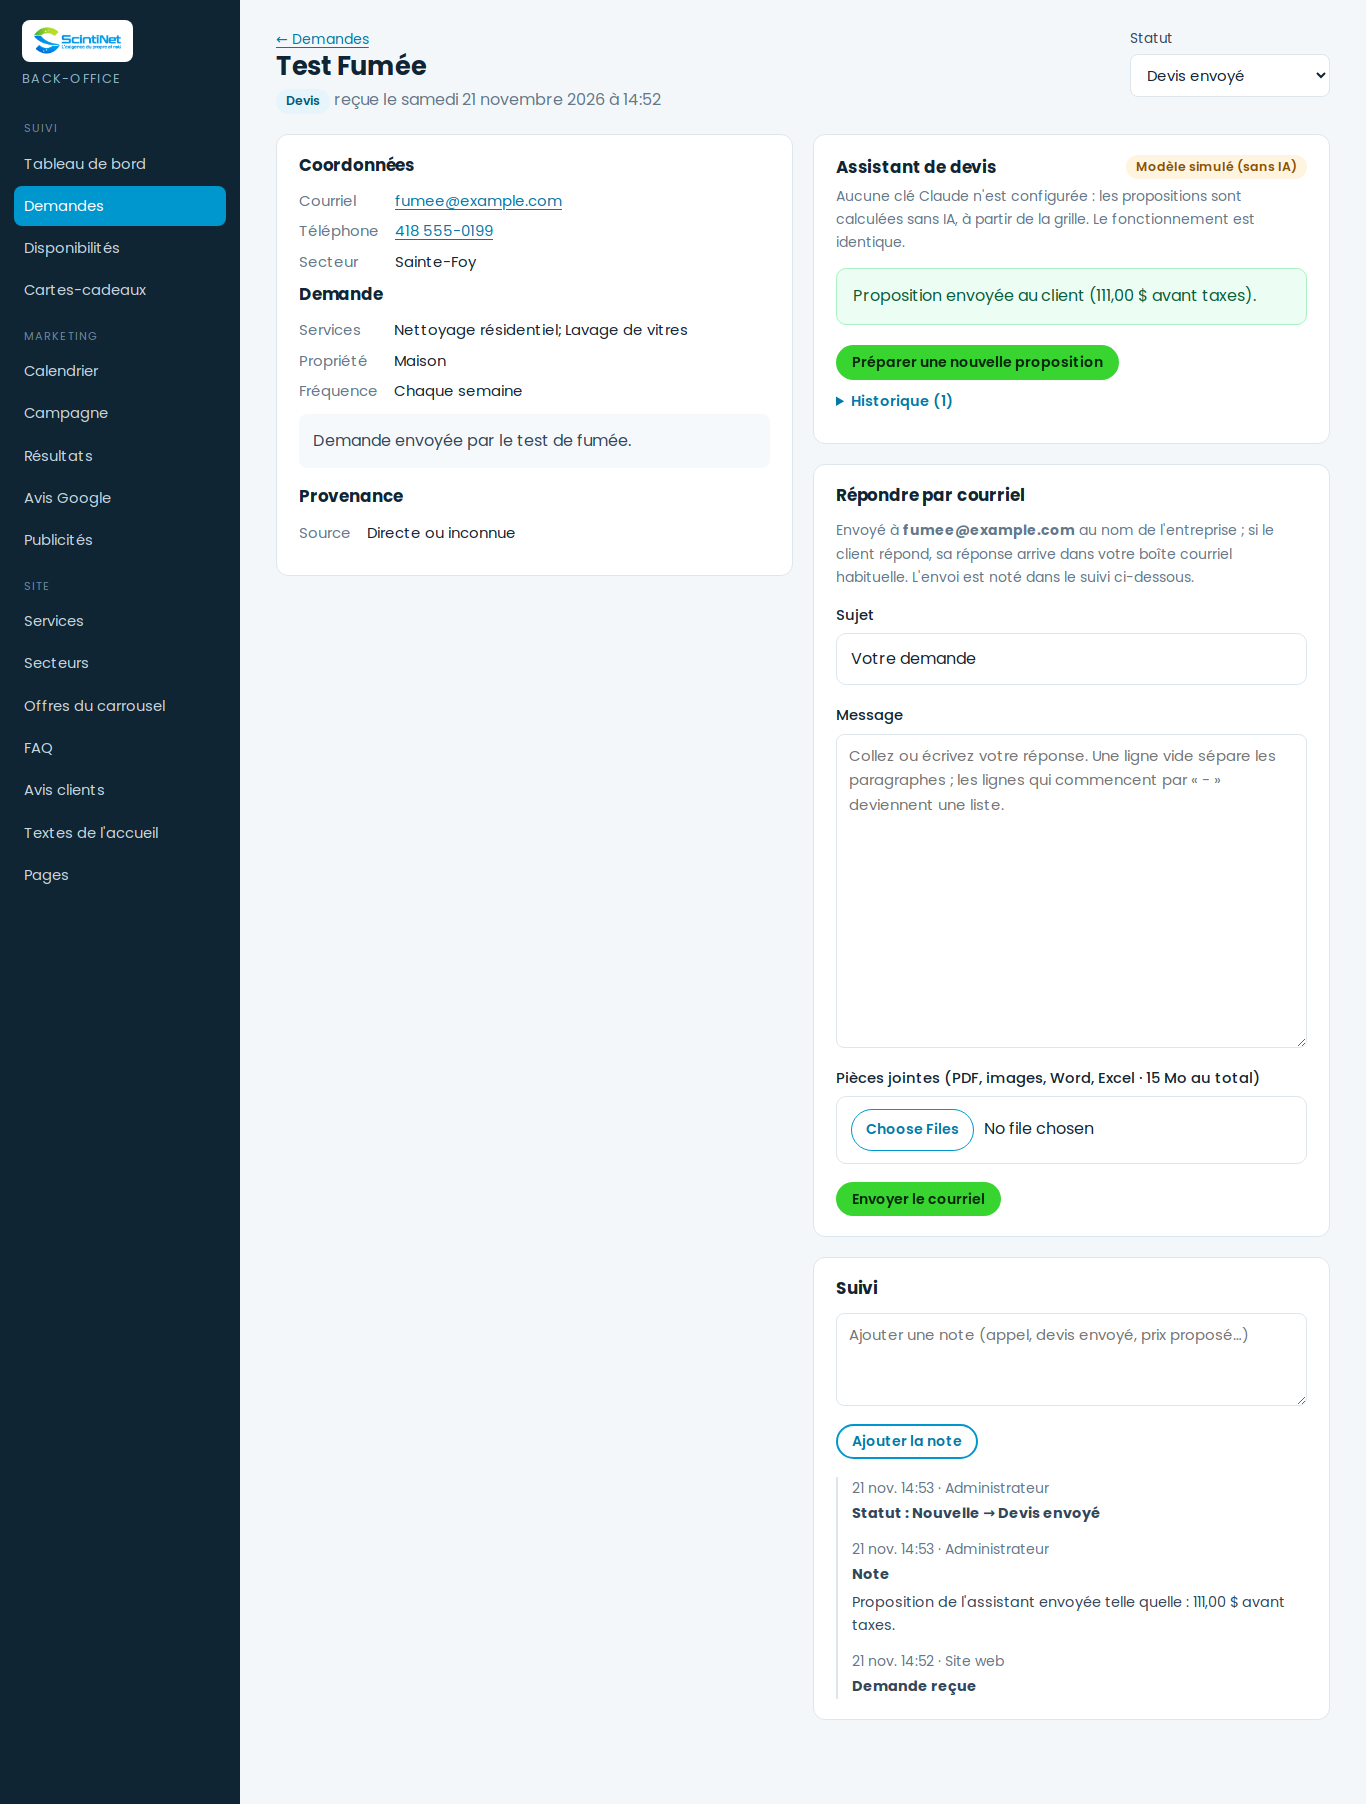 ScintiNet
L'exigence du propre et net
BACK-OFFICE
SUIVI
Tableau de bord
Demandes
Disponibilités
Cartes-cadeaux
MARKETING
Calendrier
Campagne
Résultats
Avis Google
Publicités
SITE
Services
Secteurs
Offres du carrousel
FAQ
Avis clients
Textes de l'accueil
Pages
← Demandes
Test Fumée
Devis reçue le samedi 21 novembre 2026 à 14:52
Statut
Devis envoyé
Coordonnées
Courriel fumee@example.com
Téléphone 418 555-0199
Secteur Sainte-Foy
Demande
Services Nettoyage résidentiel; Lavage de vitres
Propriété Maison
Fréquence Chaque semaine
Demande envoyée par le test de fumée.
Provenance
Source Directe ou inconnue
Assistant de devis
Modèle simulé (sans IA)
Aucune clé Claude n'est configurée : les propositions sont
calculées sans IA, à partir de la grille. Le fonctionnement est
identique.
Proposition envoyée au client (111,00 $ avant taxes).
Préparer une nouvelle proposition
▶ Historique (1)
Répondre par courriel
Envoyé à fumee@example.com au nom de l'entreprise ; si le
client répond, sa réponse arrive dans votre boîte courriel
habituelle. L'envoi est noté dans le suivi ci-dessous.
Sujet
Votre demande
Message
Collez ou écrivez votre réponse. Une ligne vide sépare les
paragraphes ; les lignes qui commencent par « - »
deviennent une liste.
Pièces jointes (PDF, images, Word, Excel · 15 Mo au total)
Choose Files No file chosen
Envoyer le courriel
Suivi
Ajouter une note (appel, devis envoyé, prix proposé…)
Ajouter la note
21 nov. 14:53 · Administrateur
Statut : Nouvelle → Devis envoyé
21 nov. 14:53 · Administrateur
Note
Proposition de l'assistant envoyée telle quelle : 111,00 $ avant
taxes.
21 nov. 14:52 · Site web
Demande reçue